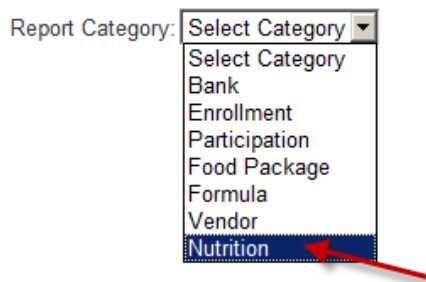 Report Category: Select Category
Select Category
Bank
Enrollment
Participation
Food Package
Formula
Vendor
Nutrition